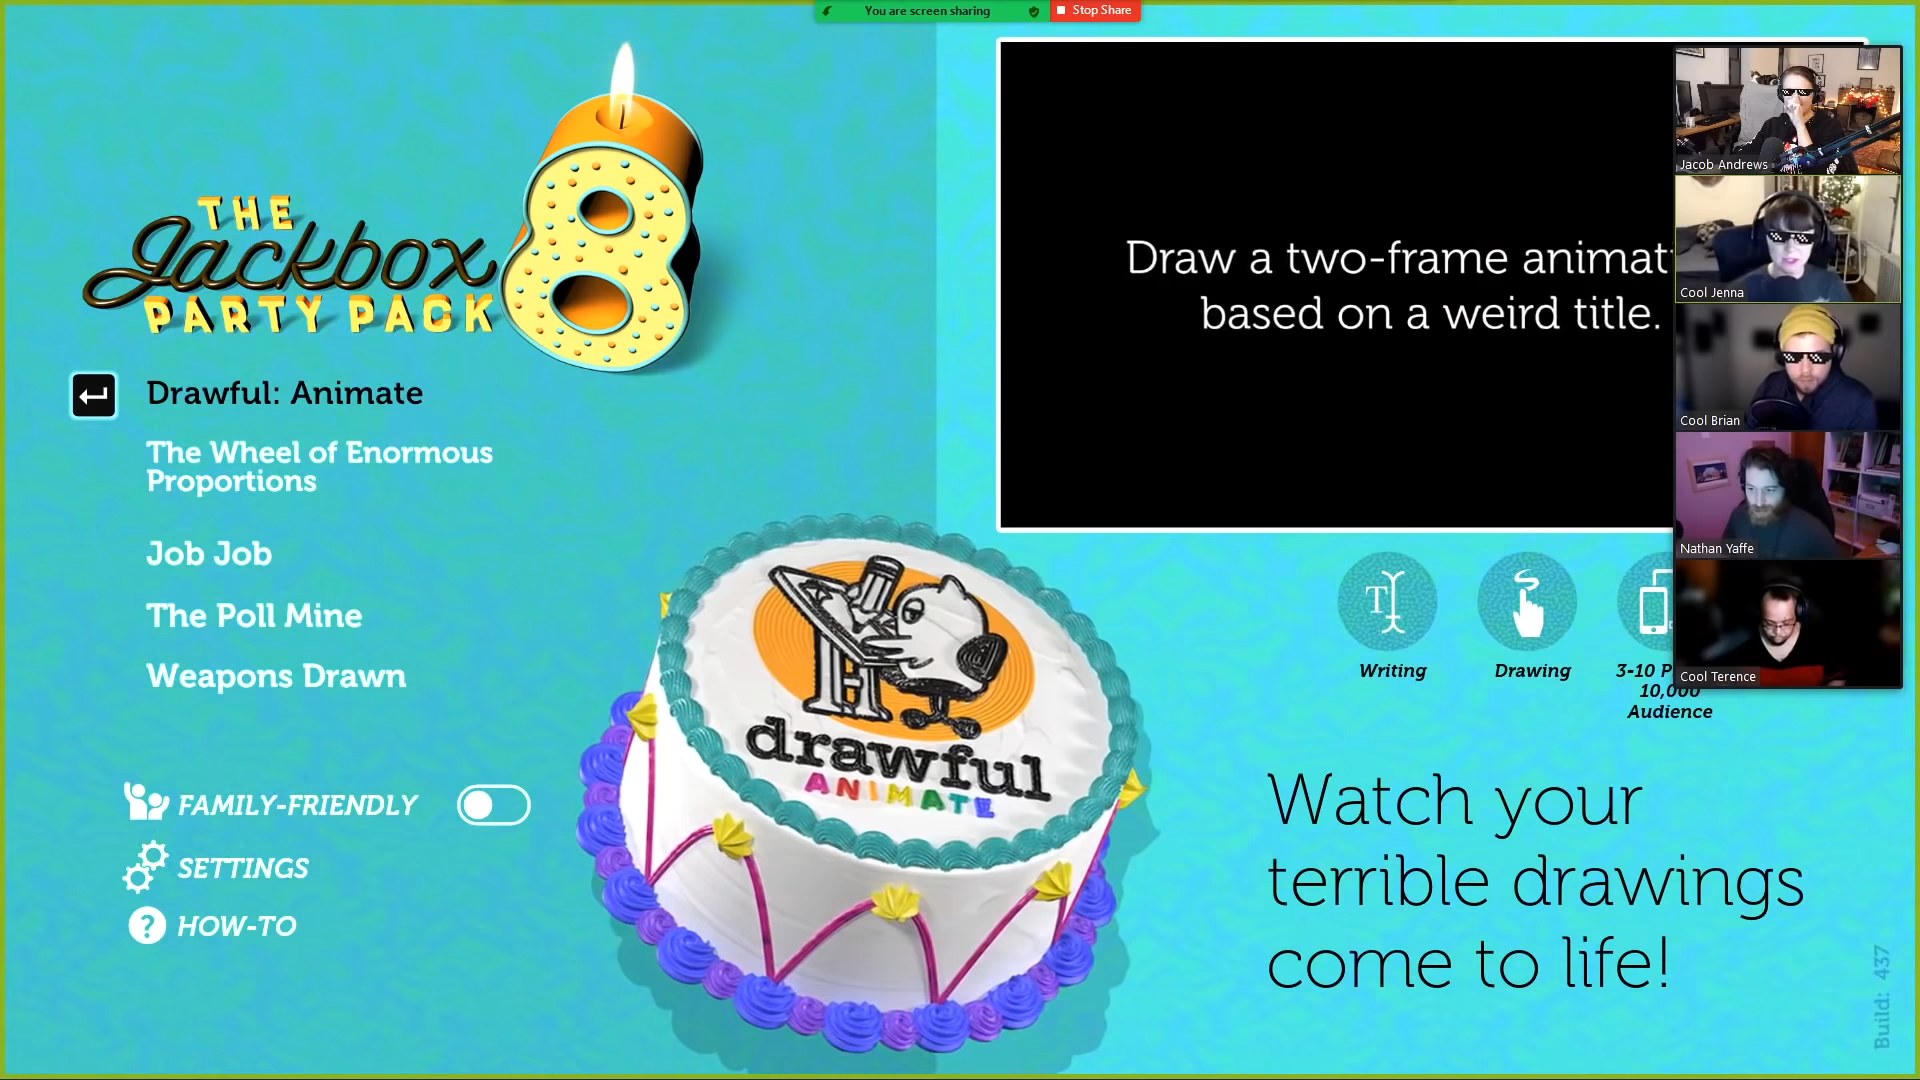 You are screen sharing
Stop Share
THE
Jackbox
PARTY PACK
8
Drawful: Animate
The Wheel of Enormous
Proportions
Job Job
The Poll Mine
Weapons Drawn
FAMILY-FRIENDLY
SETTINGS
? HOW-TO
drawful
ANIMATE
Draw a two-frame animat
based on a weird title.
T
Writing
Drawing
3-10 P
10,000
Audience
Watch your
terrible drawings
come to life!
Build: 437
Jacob Andrews
Cool Jenna
Cool Brian
Nathan Yaffe
Cool Terence